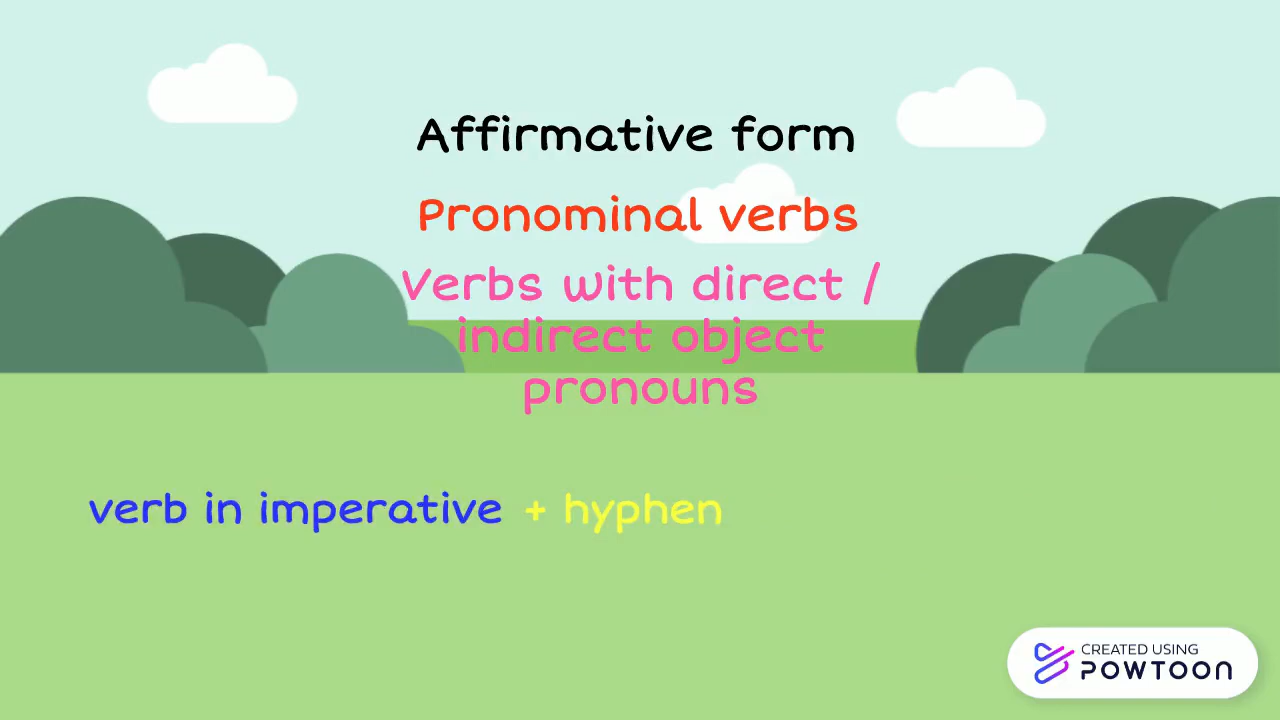 Affirmative form
Pronominal verbs
Verbs with direct /
indirect object
pronouns
verb in imperative + hyphen
CREATED USING
POWTOON